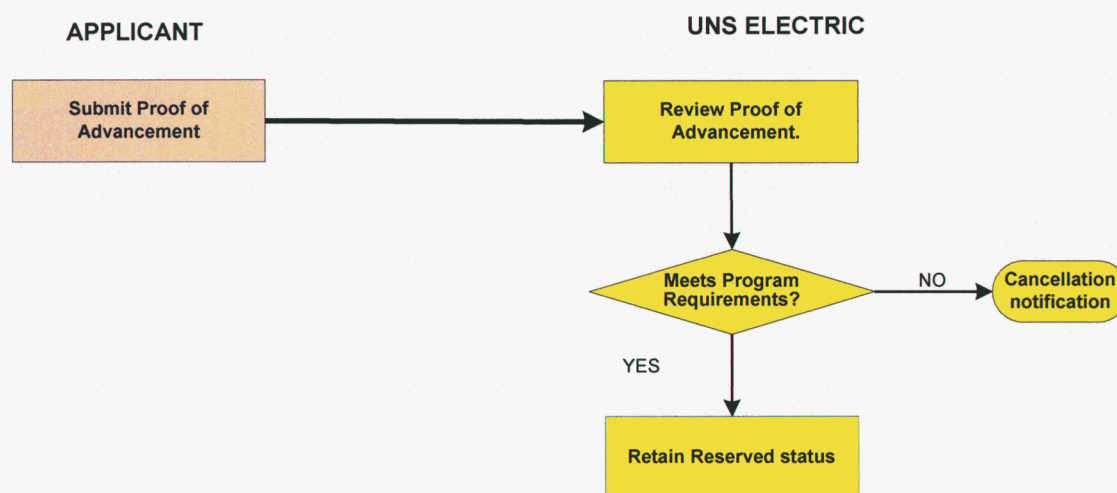 APPLICANT
UNS ELECTRIC
Submit Proof of
Advancement
Review Proof of
Advancement.
Meets Program
Requirements?
NO
Cancellation
notification
YES
Retain Reserved status